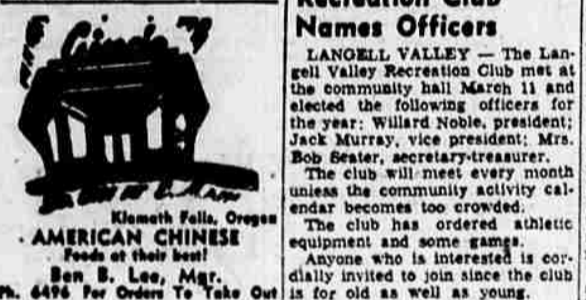 Klamath Falls, Oregon
AMERICAN CHINESE
Foods at their best!
Ben B. Lee, Mgr.
Ph. 6496 For Orders To Take Out
Recreation Club
Names Officers
LANGELL VALLEY — The Lan-
gell Valley Recreation Club met at
the community hall March 11 and
elected the following officers for
the year: Willard Noble, president;
Jack Murray, vice president; Mrs.
Bob Seater, secretary-treasurer.
The club will meet every month
unless the community activity cal-
endar becomes too crowded.
The club has ordered athletic
equipment and some games.
Anyone who is interested is cor-
dially invited to join since the club
is for old as well as young.